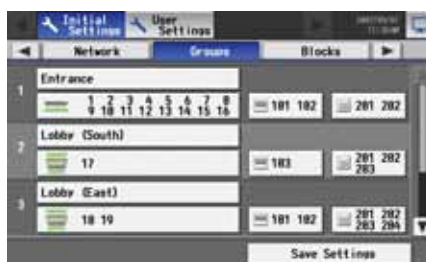 Initial Settings
User Settings
Network
Groups
Blocks
1
Entrance
1 2 3 4 5 6 7 8
9 10 11 12 13 14 15 16
101 102
201 202
2
Lobby (South)
17
103
201 202
203
3
Lobby (East)
18 19
101 102
201 202
203 204
Save Settings